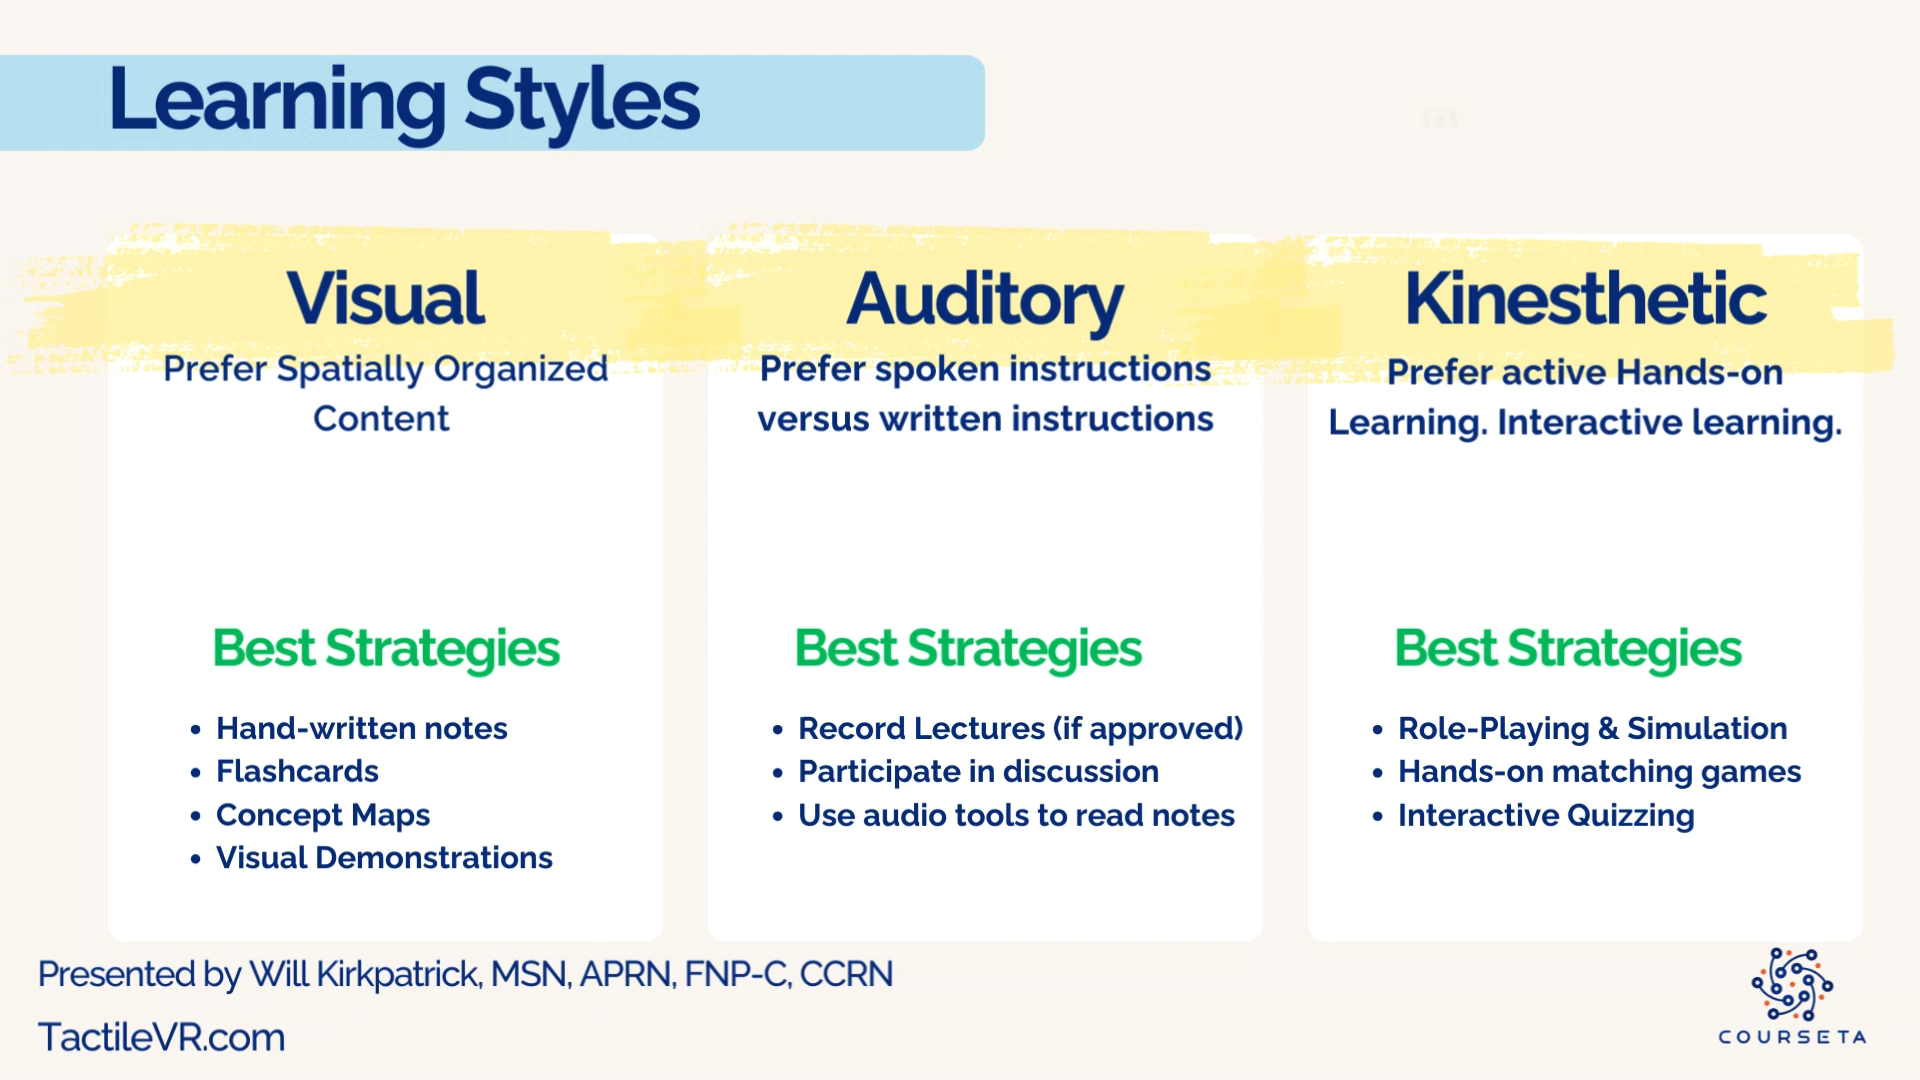 Learning Styles
Visual
Prefer Spatially Organized
Content
Best Strategies
• Hand-written notes
• Flashcards
• Concept Maps
• Visual Demonstrations
Auditory
Prefer spoken instructions
versus written instructions
Best Strategies
• Record Lectures (if approved)
• Participate in discussion
• Use audio tools to read notes
Kinesthetic
Prefer active Hands-on
Learning. Interactive learning.
Best Strategies
• Role-Playing & Simulation
• Hands-on matching games
• Interactive Quizzing
Presented by Will Kirkpatrick, MSN, APRN, FNP-C, CCRN
TactileVR.com
COURSETA